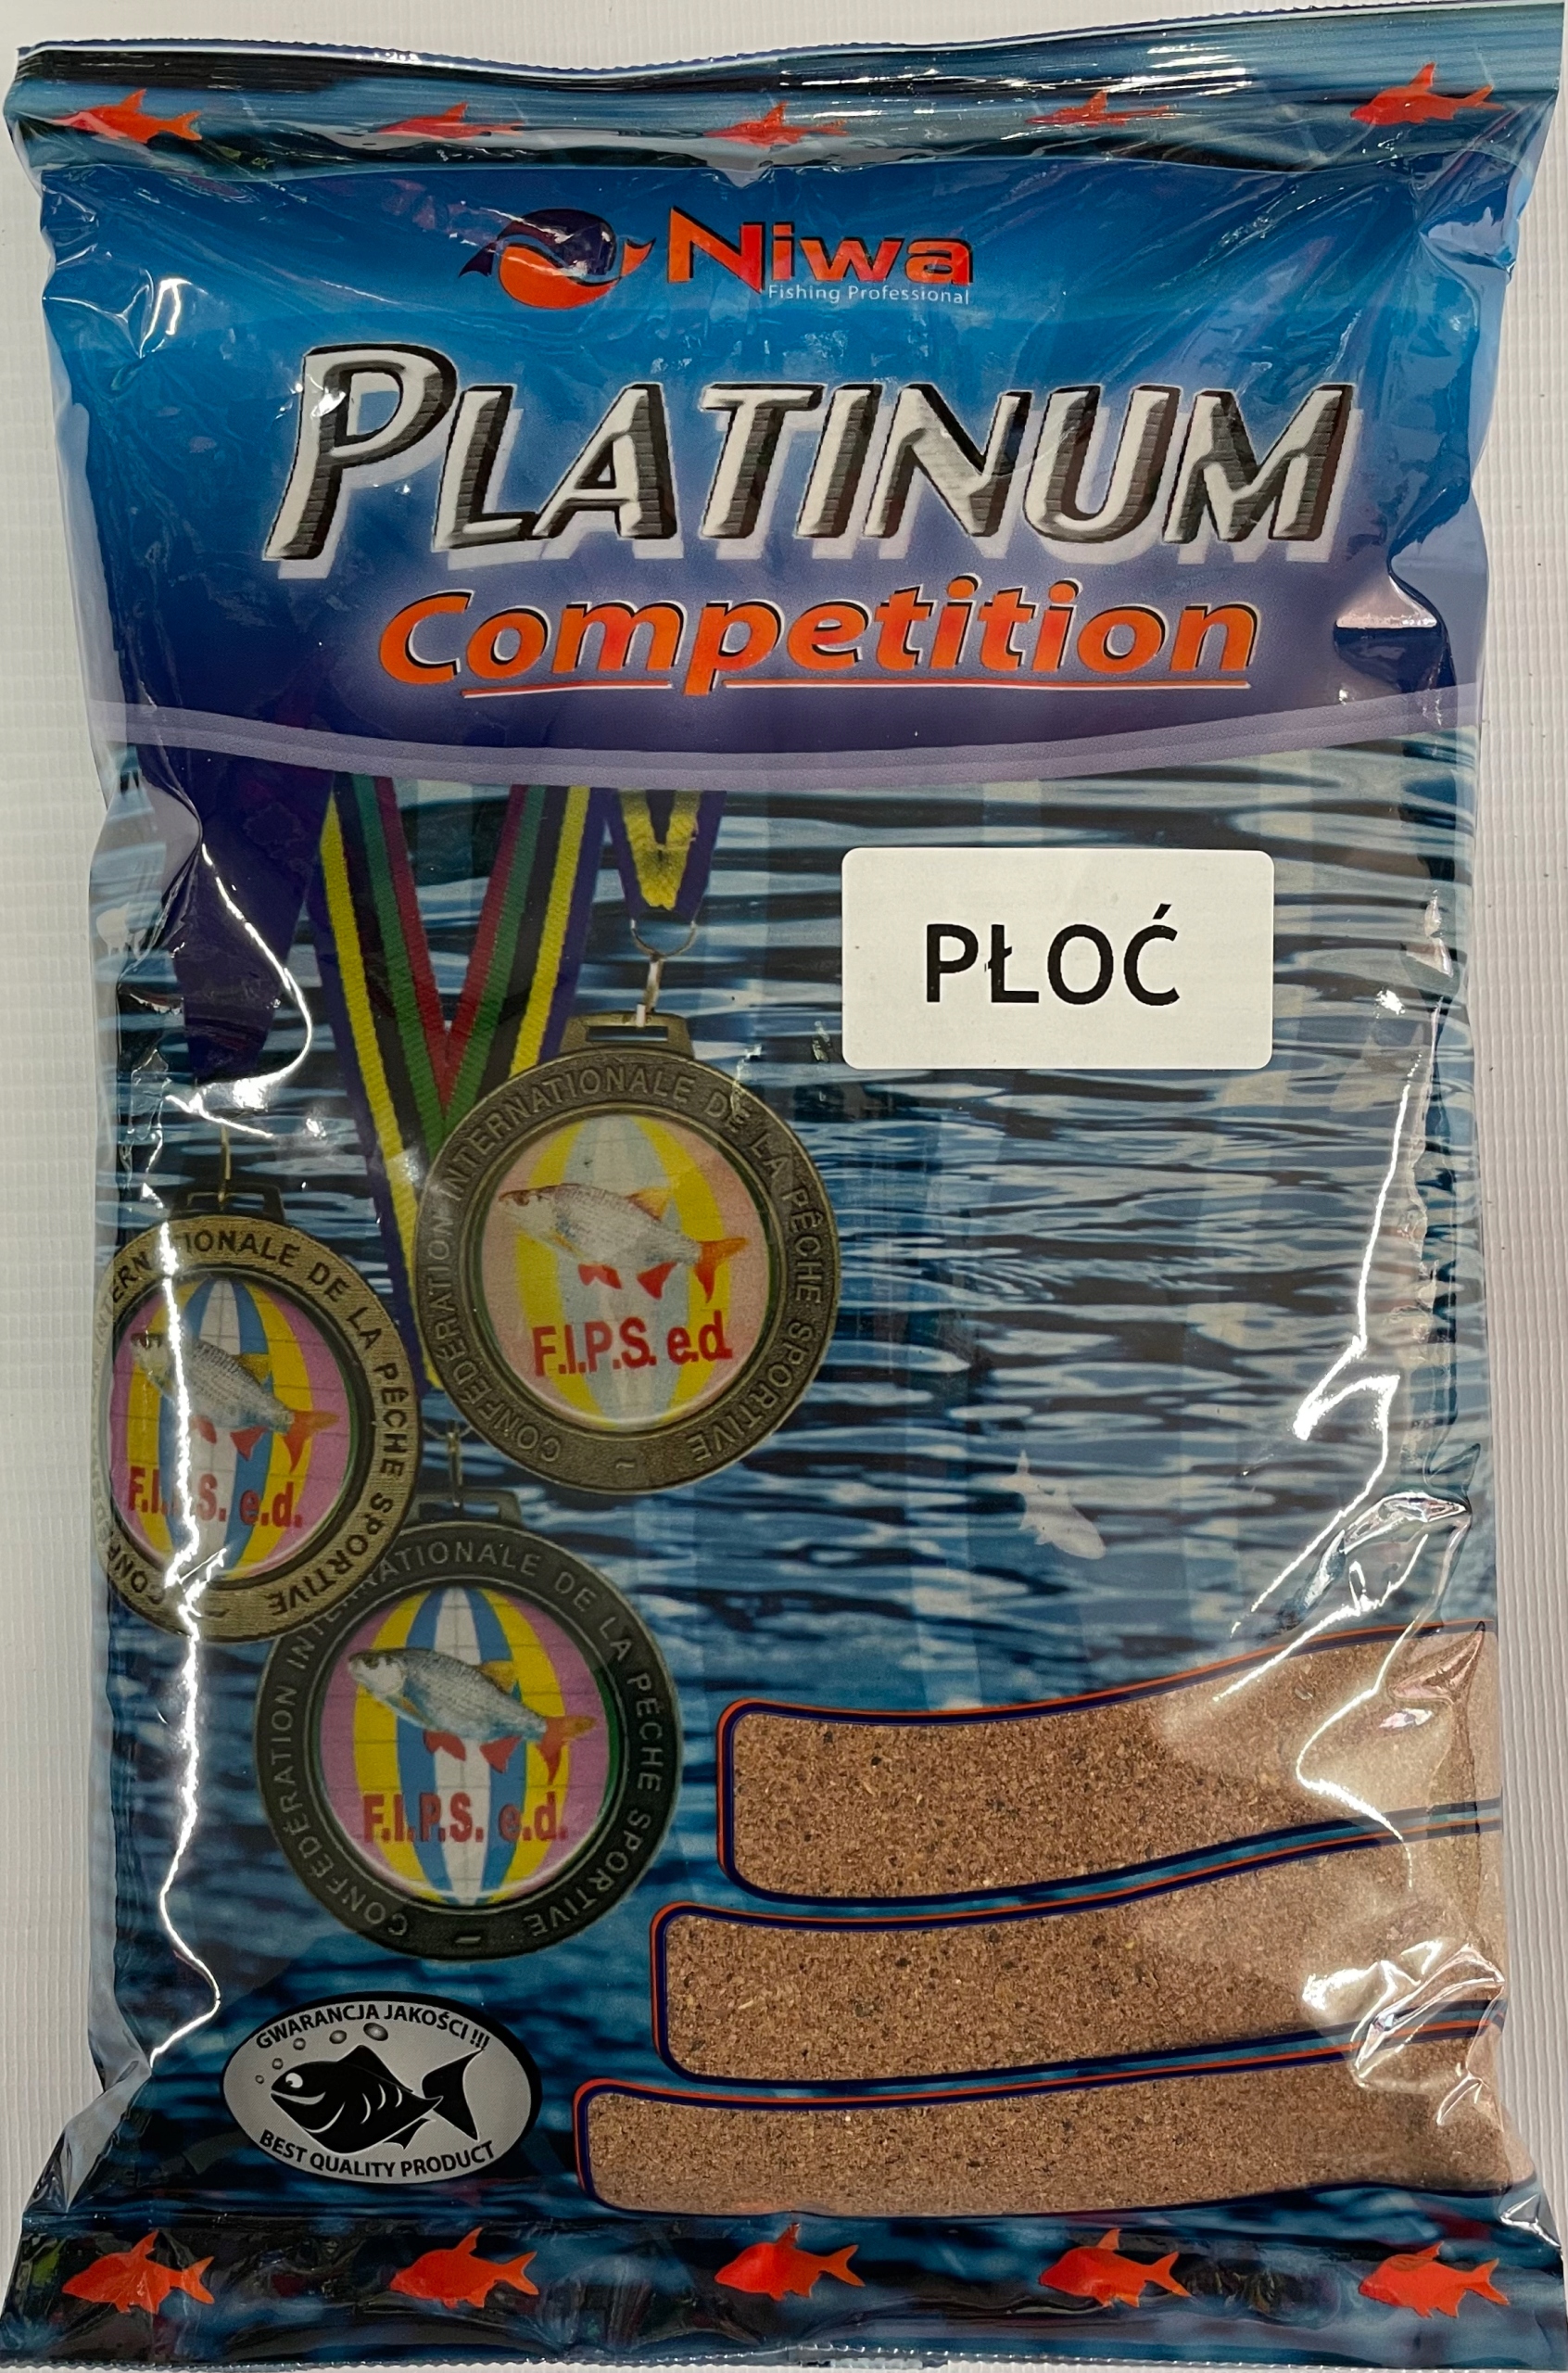 Niwa
Fishing Professional
PLATINUM
Competition
PŁOĆ
CONFÉDÉRATION INTERNATIONALE DE LA PÊCHE SPORTIVE
F.I.P.S. e.d.
INTERNATIONALE DE LA PÊCHE SPORTIVE
F.I.P.S. e.d.
CONFÉDÉRATION INTERNATIONALE DE LA PÊCHE SPORTIVE
F.I.P.S. e.d.
GWARANCJA JAKOŚCI !!!
BEST QUALITY PRODUCT